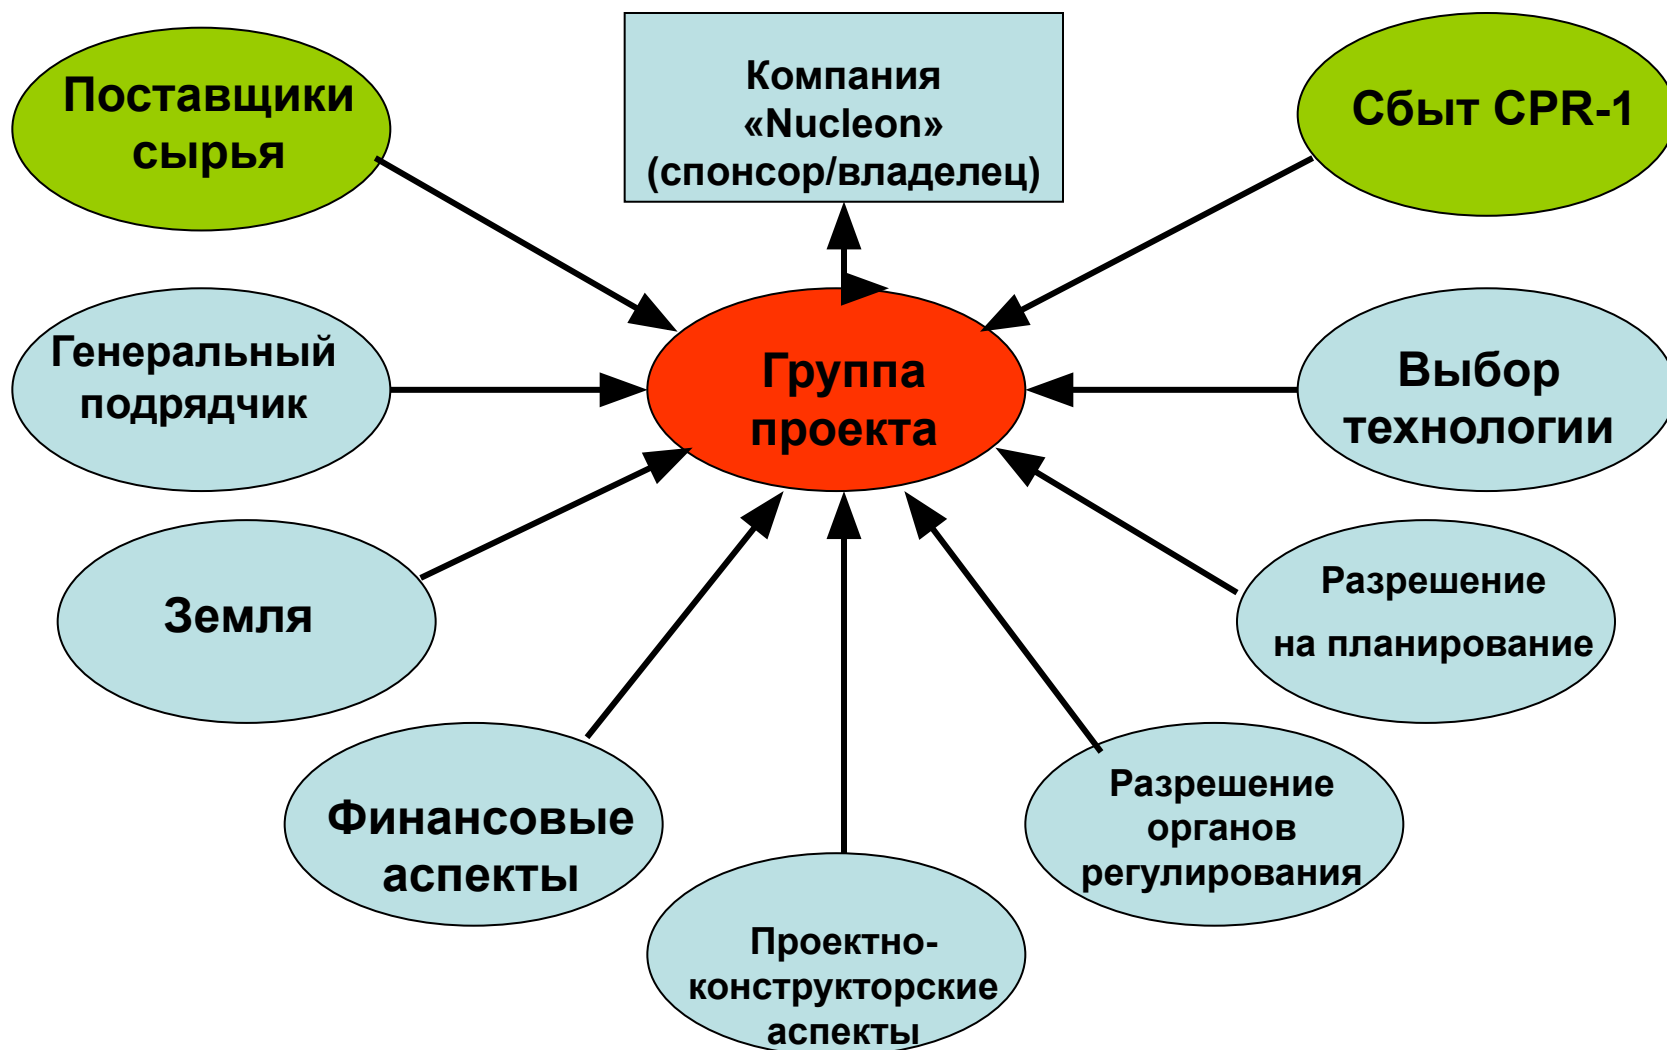 Поставщики
сырья
Компания
«Nucleon»
(спонсор/владелец)
Сбыт CPR-1
Генеральный
подрядчик
Группа
проекта
Выбор
технологии
Земля
Разрешение
на планирование
Финансовые
аспекты
Разрешение
органов
регулирования
Проектно-
конструкторские
аспекты